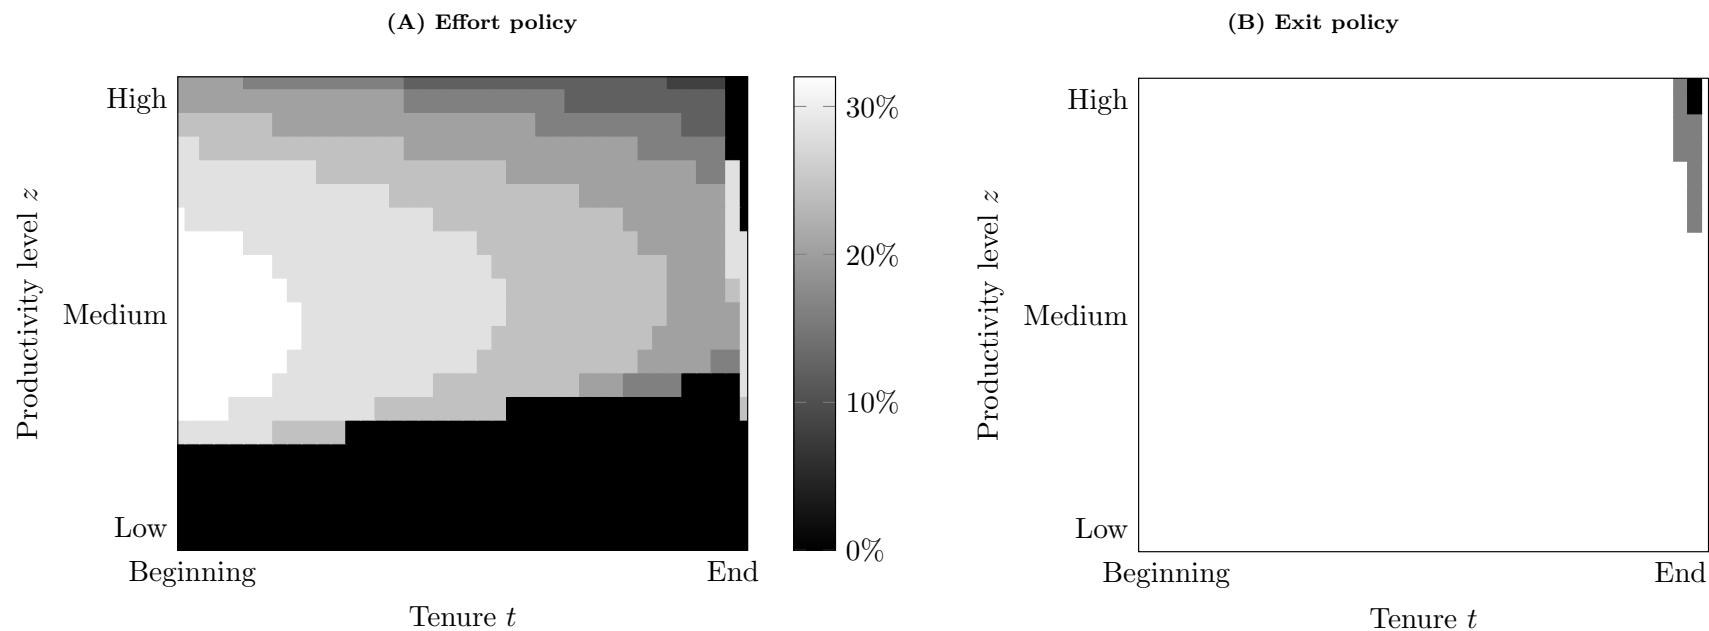 (A) Effort policy
High
Medium
Low
Productivity level z
Beginning
End
Tenure t
30%
20%
10%
0%
(B) Exit policy
High
Medium
Low
Productivity level z
Beginning
End
Tenure t